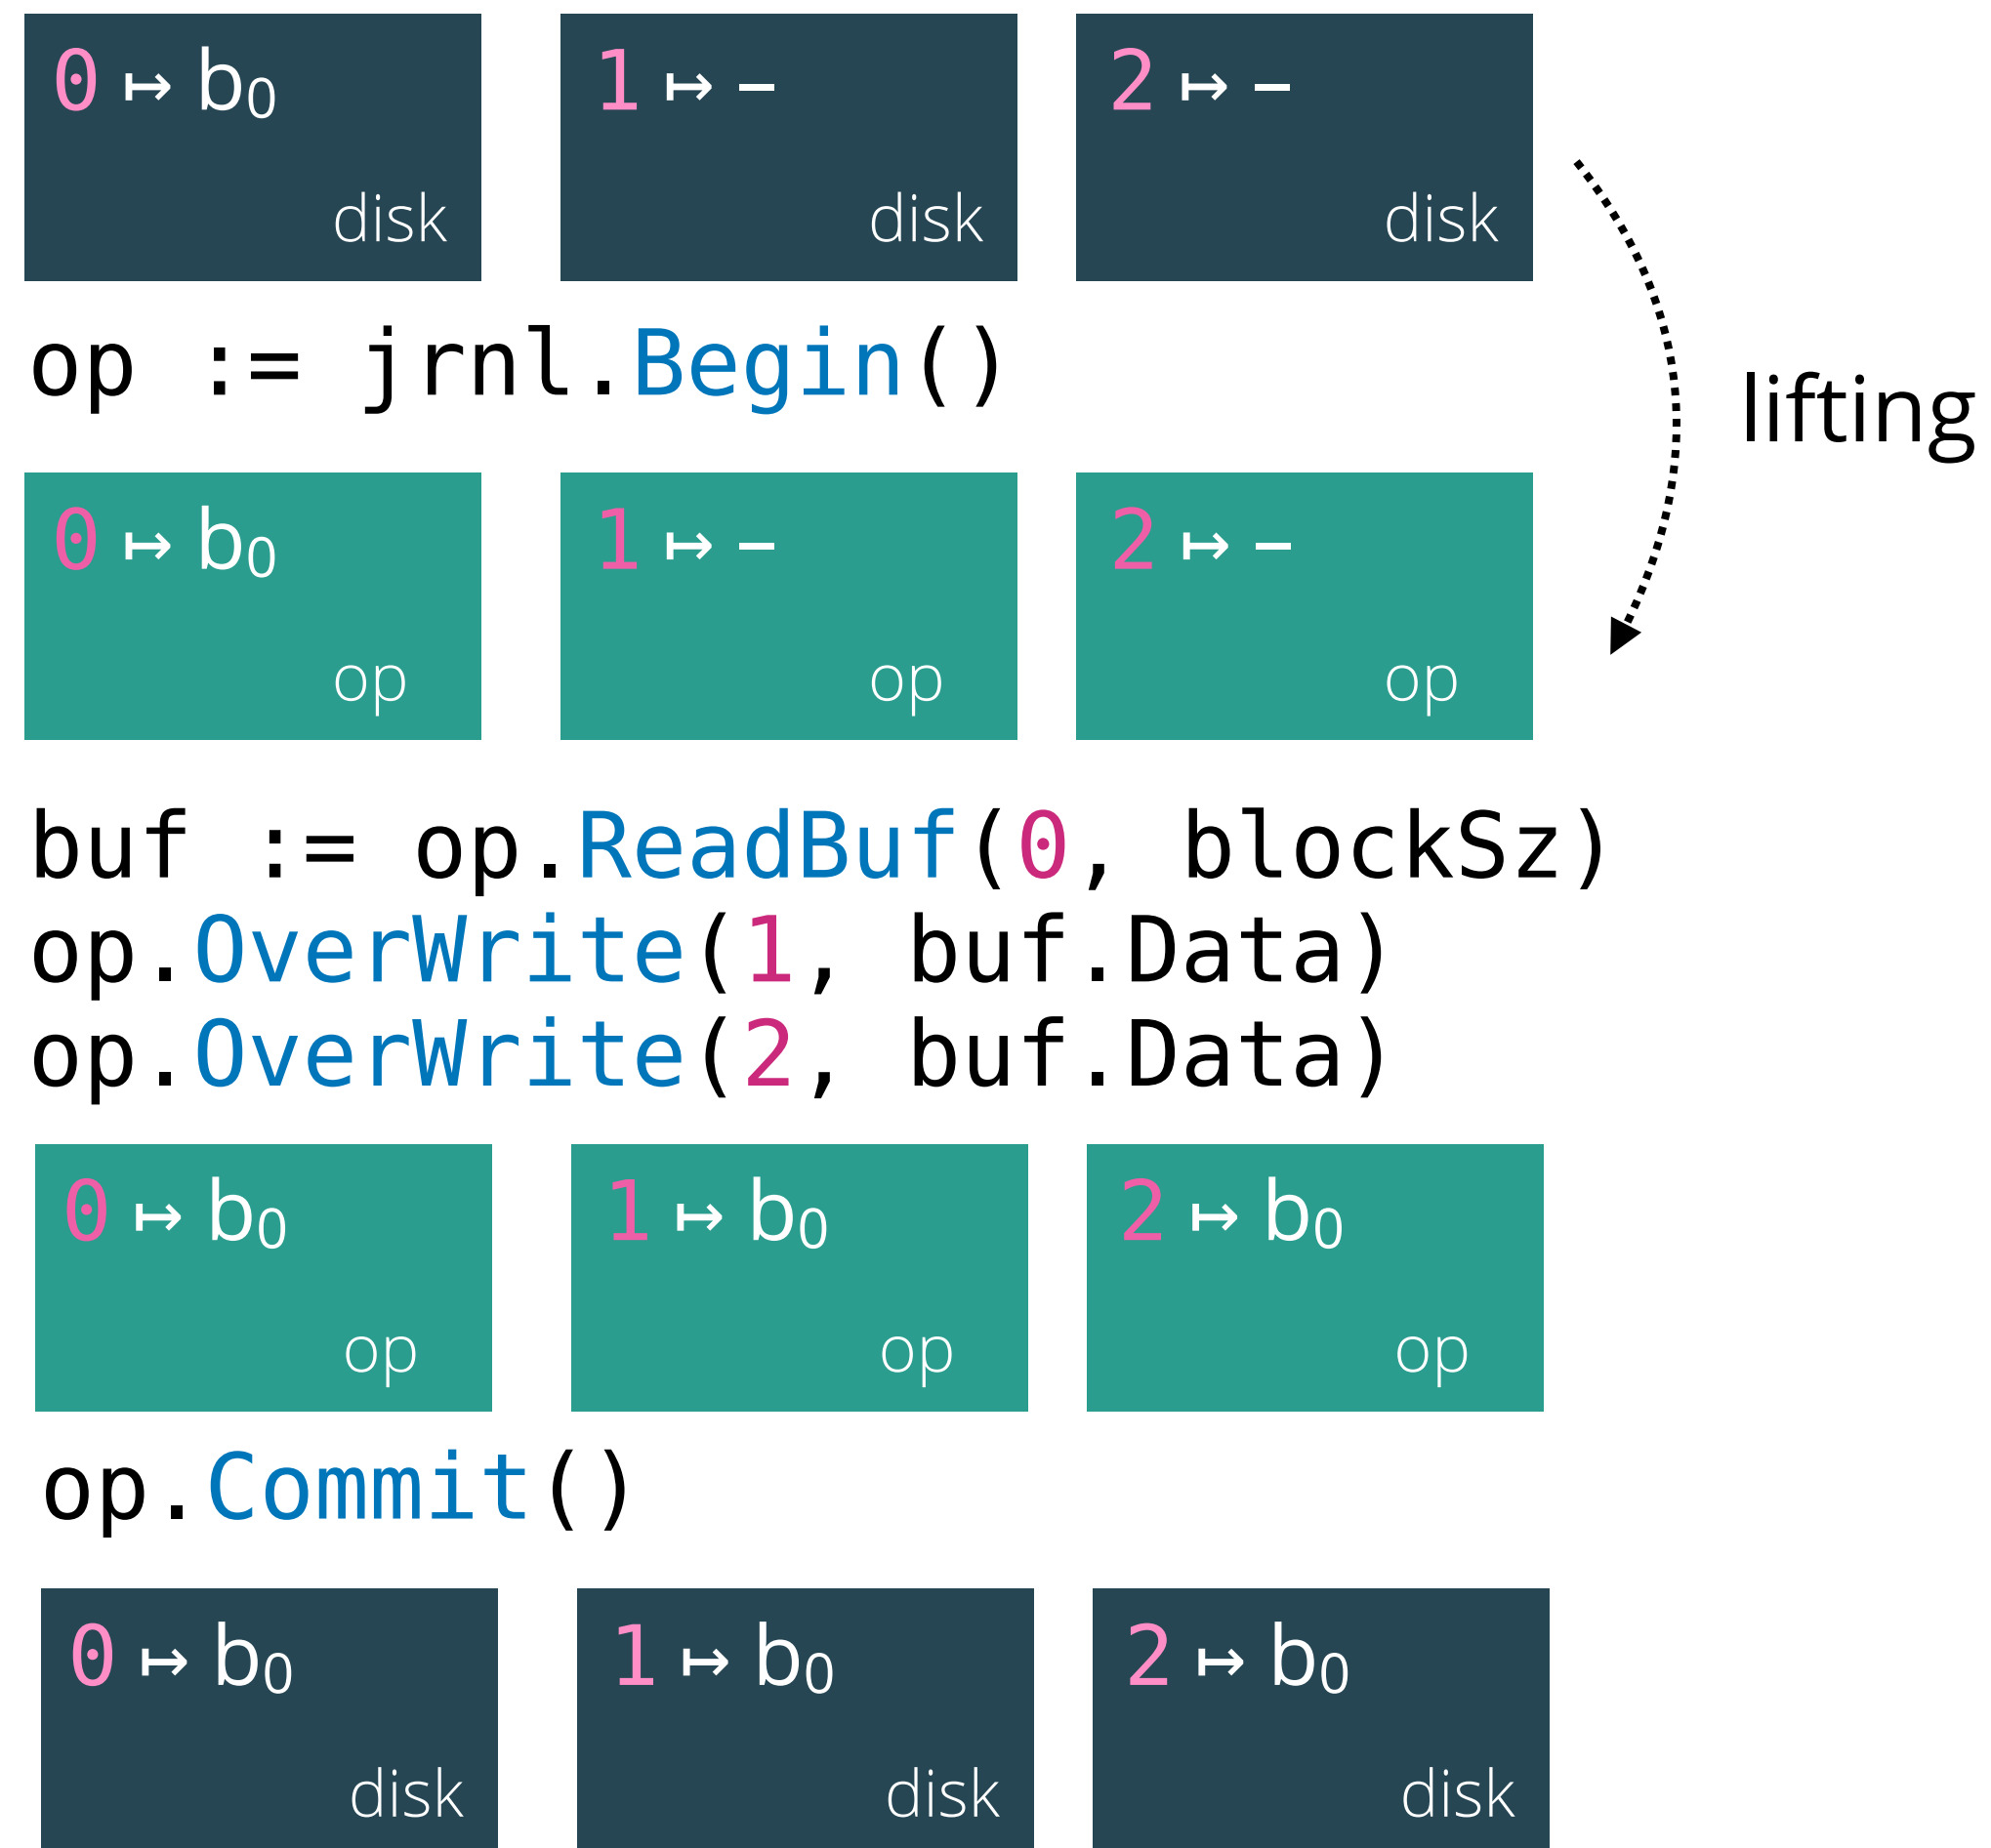 0 ↦ b₀ 1 ↦ – 2 ↦ –
disk disk disk
op := jrnl.Begin()
lifting
0 ↦ b₀ 1 ↦ – 2 ↦ –
op op op
buf := op.ReadBuf(0, blockSz)
op.OverWrite(1, buf.Data)
op.OverWrite(2, buf.Data)
0 ↦ b₀ 1 ↦ b₀ 2 ↦ b₀
op op op
op.Commit()
0 ↦ b₀ 1 ↦ b₀ 2 ↦ b₀
disk disk disk